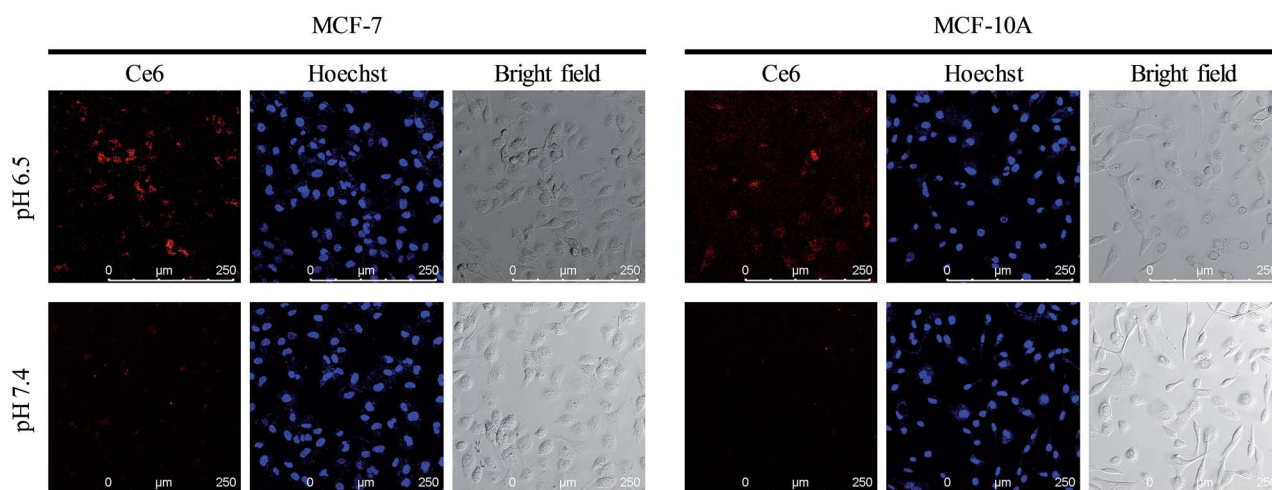 MCF-7
MCF-10A
Ce6 Hoechst Bright field Ce6 Hoechst Bright field
pH 6.5
0 µm 250 0 µm 250 0 µm 250 0 µm 250 0 µm 250 0 µm 250
pH 7.4
0 µm 250 0 µm 250 0 µm 250 0 µm 250 0 µm 250 0 µm 250